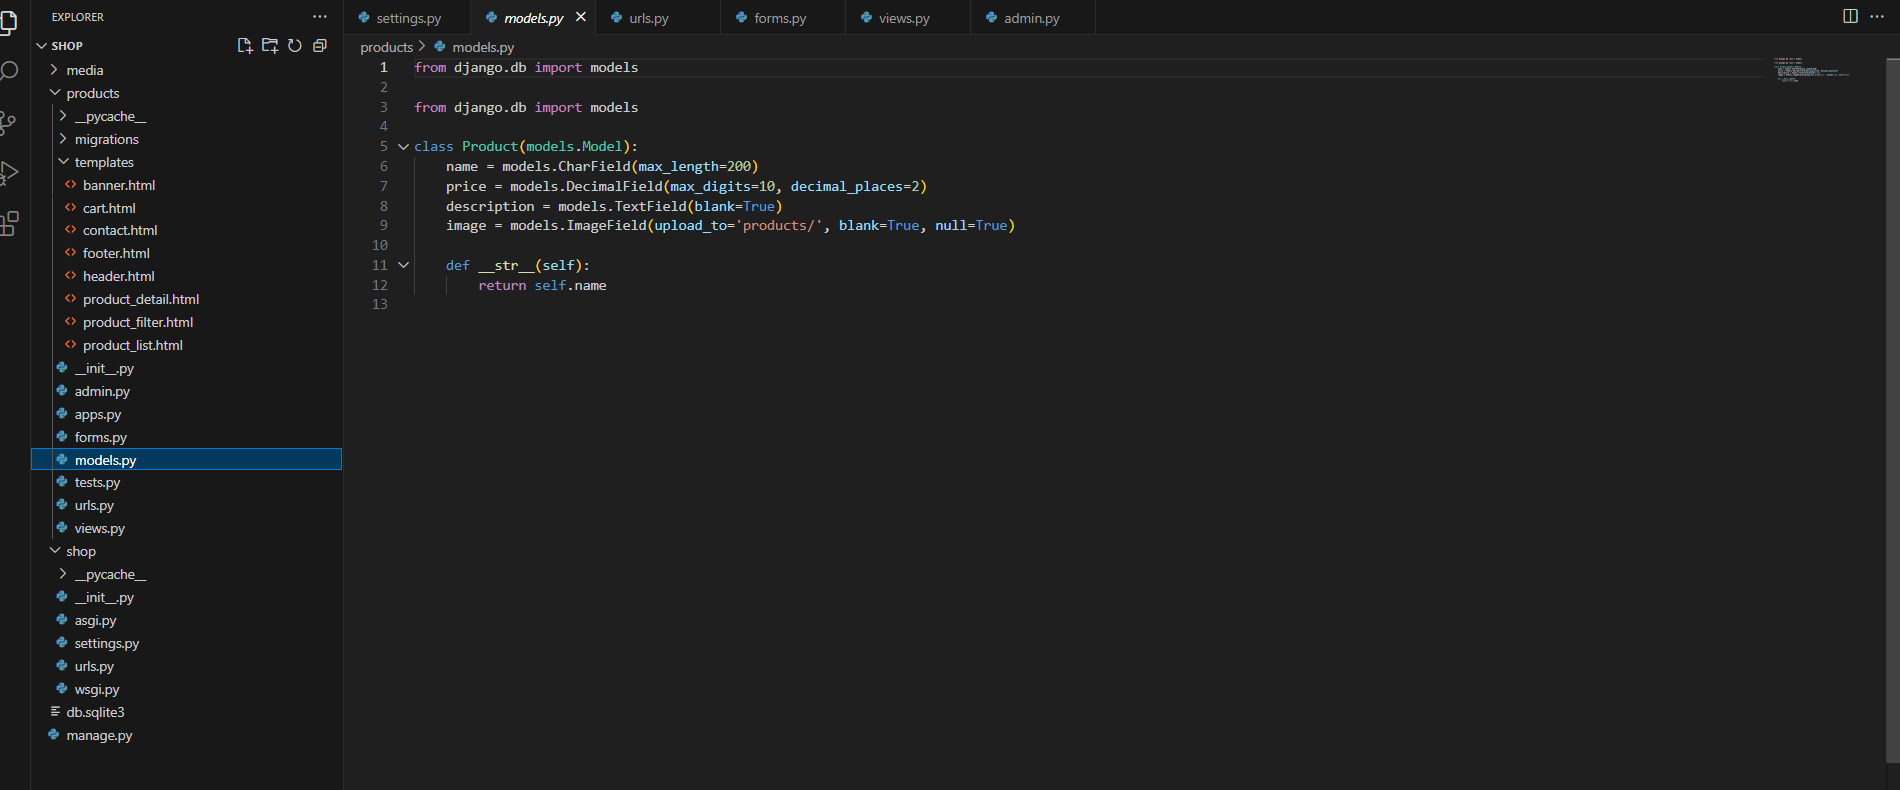 EXPLORER
SHOP
media
products
__pycache__
migrations
templates
banner.html
cart.html
contact.html
footer.html
header.html
product_detail.html
product_filter.html
product_list.html
__init__.py
admin.py
apps.py
forms.py
models.py
tests.py
urls.py
views.py
shop
__pycache__
__init__.py
asgi.py
settings.py
urls.py
wsgi.py
db.sqlite3
manage.py
settings.py models.py urls.py forms.py views.py admin.py
products > models.py
1 from django.db import models
2
3 from django.db import models
4
5 class Product(models.Model):
6     name = models.CharField(max_length=200)
7     price = models.DecimalField(max_digits=10, decimal_places=2)
8     description = models.TextField(blank=True)
9     image = models.ImageField(upload_to='products/', blank=True, null=True)
10
11     def __str__(self):
12         return self.name
13